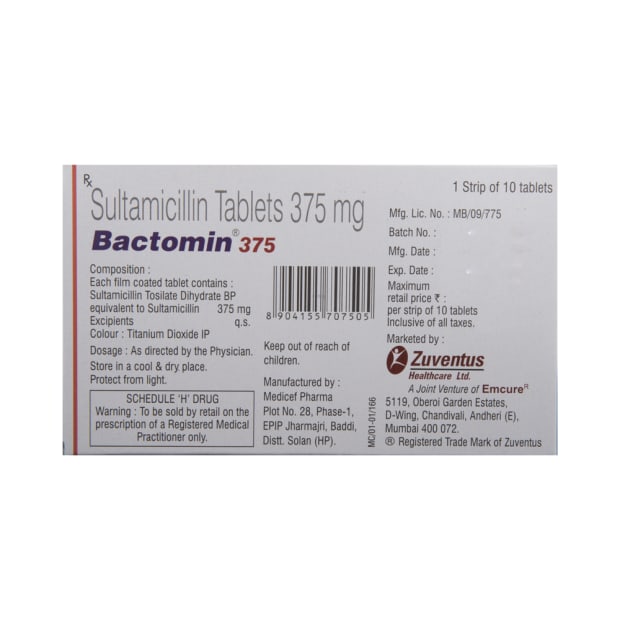 Rx
Sultamicillin Tablets 375 mg
Bactomin® 375
Composition :
Each film coated tablet contains :
Sultamicillin Tosilate Dihydrate BP
equivalent to Sultamicillin 375 mg
Excipients q.s.
Colour : Titanium Dioxide IP
Dosage : As directed by the Physician.
Store in a cool & dry place.
Protect from light.
SCHEDULE 'H' DRUG
Warning : To be sold by retail on the
prescription of a Registered Medical
Practitioner only.
8 904155 707505
Keep out of reach of
children.
Manufactured by :
Medicef Pharma
Plot No. 28, Phase-1,
EPIP Jharmajri, Baddi,
Distt. Solan (HP).
MC/01-01/166
1 Strip of 10 tablets
Mfg. Lic. No. : MB/09/775
Batch No. :
Mfg. Date :
Exp. Date :
Maximum
retail price ₹ :
per strip of 10 tablets
Inclusive of all taxes.
Marketed by :
Zuventus
Healthcare Ltd.
A Joint Venture of Emcure®
5119, Oberoi Garden Estates,
D-Wing, Chandivali, Andheri (E),
Mumbai 400 072.
® Registered Trade Mark of Zuventus